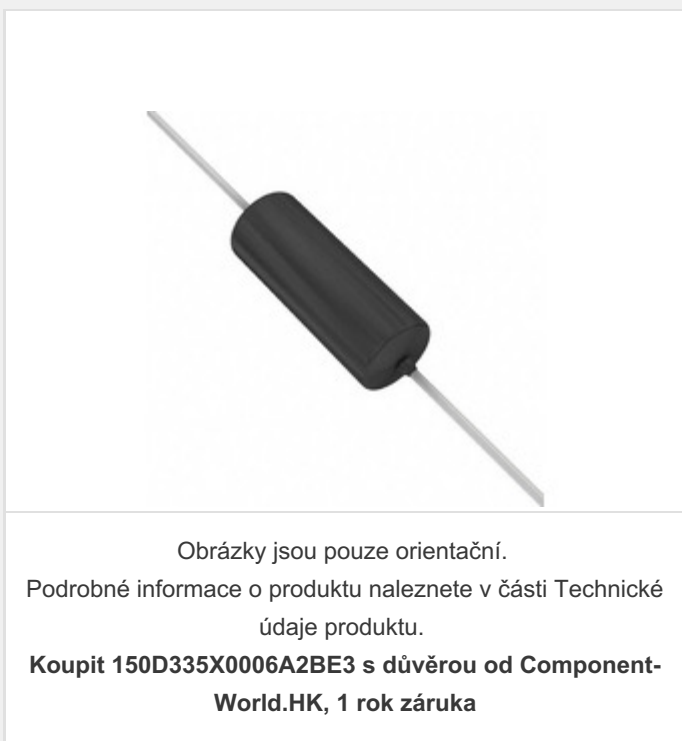 Obrázky jsou pouze orientační.
Podrobné informace o produktu naleznete v části Technické
údaje produktu.
Koupit 150D335X0006A2BE3 s důvěrou od Component-
World.HK, 1 rok záruka